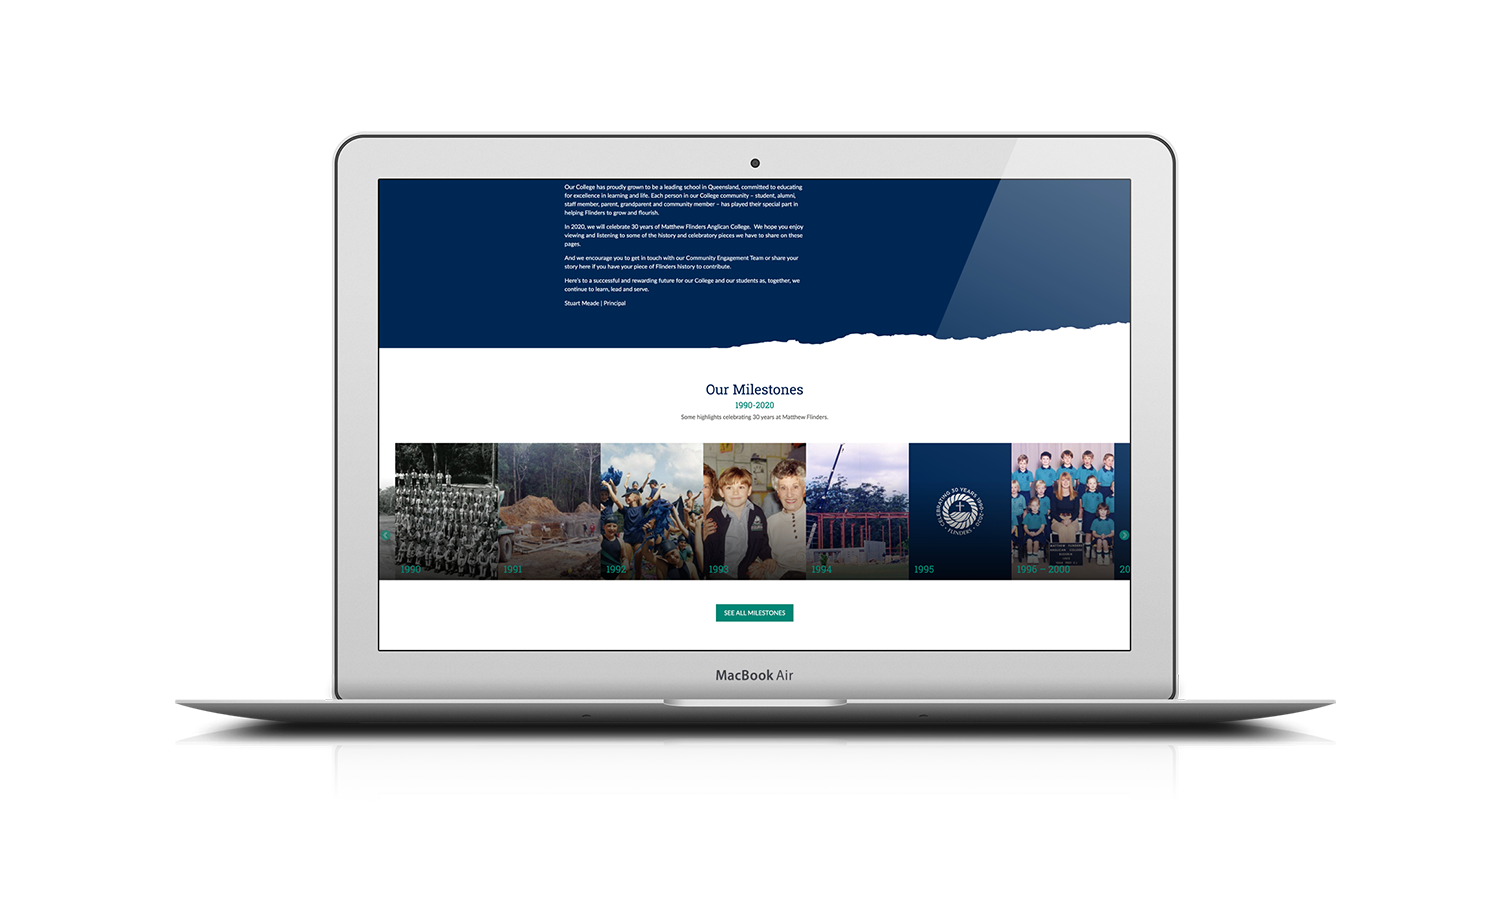 Our College has proudly grown to be a leading school in Queensland, committed to educating
for excellence in learning and life. Each person in our College community – student, alumni,
staff member, parent, grandparent and community member – has played their special part in
helping Flinders to grow and flourish.
In 2020, we will celebrate 30 years of Matthew Flinders Anglican College.  We hope you enjoy
viewing and listening to some of the history and celebratory pieces we have to share on these
pages.
And we encourage you to get in touch with our Community Engagement Team or share your
story here if you have your piece of Flinders history to contribute.
Here's to a successful and rewarding future for our College and our students as, together, we
continue to learn, lead and serve.
Stuart Meade | Principal
Our Milestones
1990-2020
Some highlights celebrating 30 years at Matthew Flinders.
CELEBRATING 30 YEARS 1990-2020
FLINDERS
MATTHEW FLINDERS
ANGLICAN COLLEGE
1990
1991
1992
1993
1994
1995
1996 – 2000
20
SEE ALL MILESTONES
MacBook Air